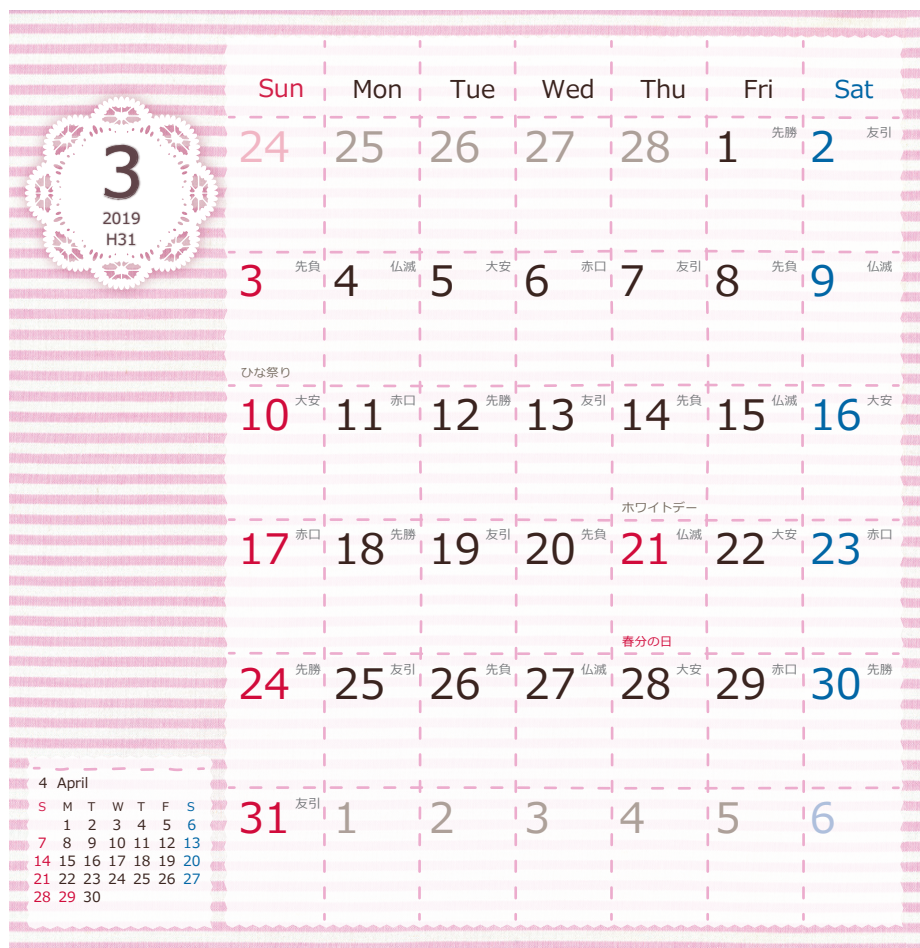 3
2019
H31
Sun Mon Tue Wed Thu Fri Sat
24 25 26 27 28 1 先勝 2 友引
3 先負 4 仏滅 5 大安 6 赤口 7 友引 8 先負 9 仏滅
ひな祭り
10 大安 11 赤口 12 先勝 13 友引 14 先負 15 仏滅 16 大安
ホワイトデー
17 赤口 18 先勝 19 友引 20 先負 21 仏滅 22 大安 23 赤口
春分の日
24 先勝 25 友引 26 先負 27 仏滅 28 大安 29 赤口 30 先勝
31 友引 1 2 3 4 5 6
4 April
S M T W T F S
1 2 3 4 5 6
7 8 9 10 11 12 13
14 15 16 17 18 19 20
21 22 23 24 25 26 27
28 29 30